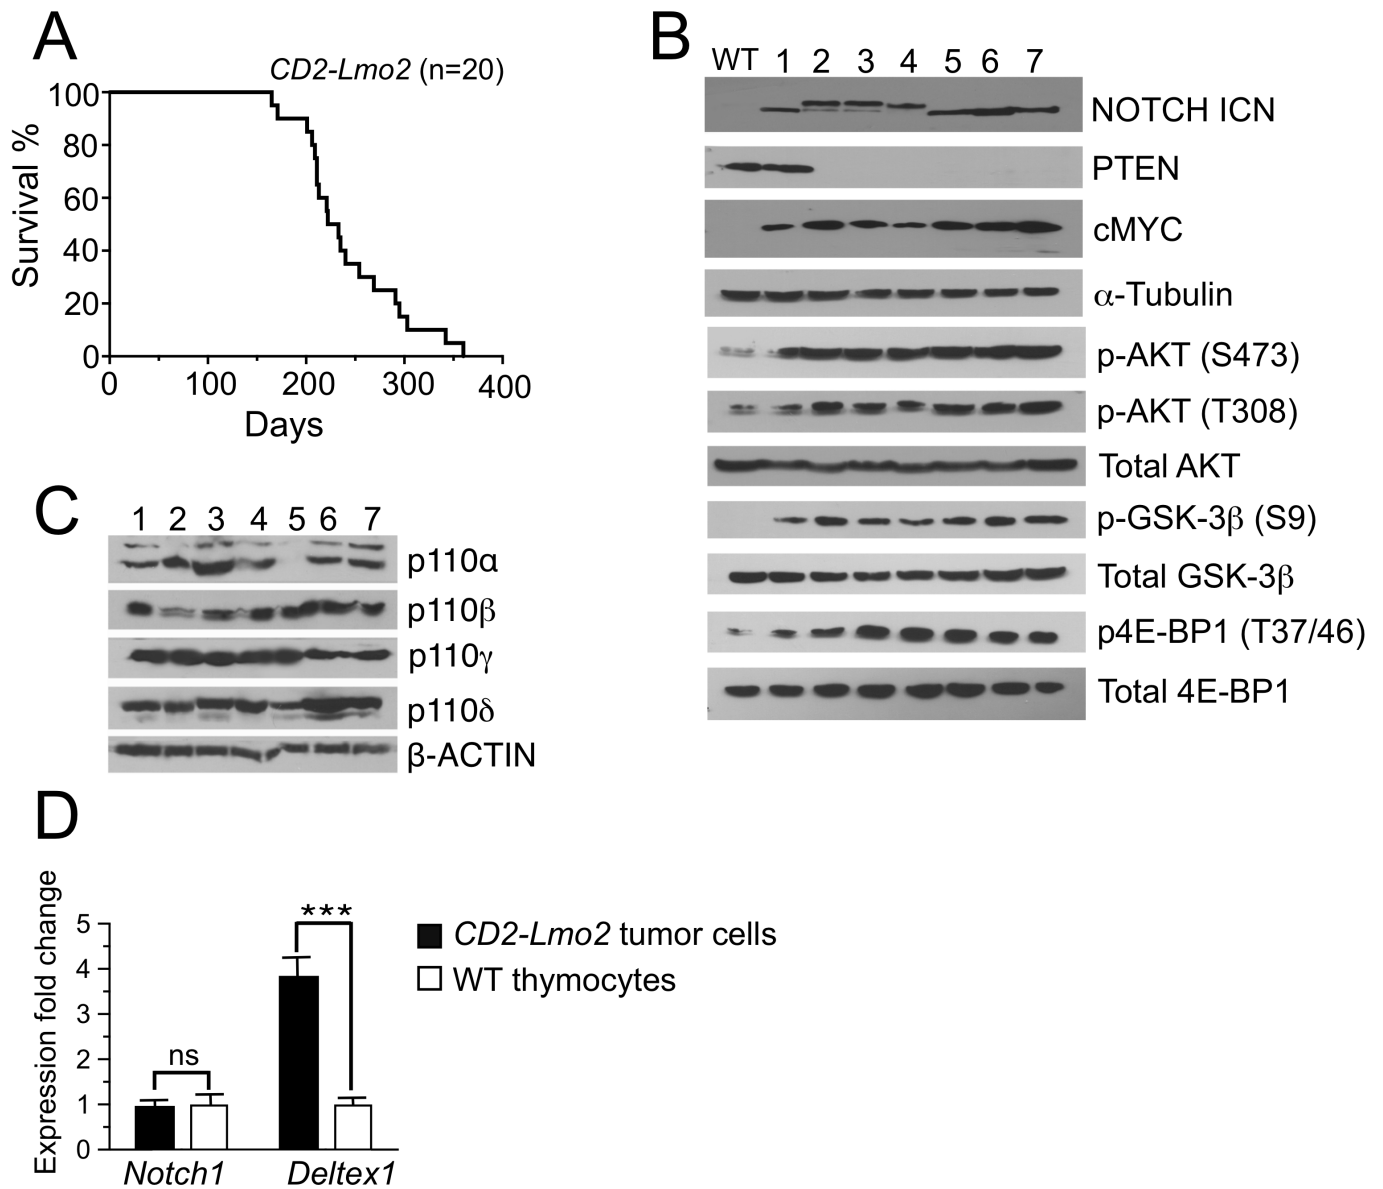 A
CD2-Lmo2 (n=20)
Survival %
100
80
60
40
20
0
0 100 200 300 400
Days
B
WT 1 2 3 4 5 6 7
NOTCH ICN
PTEN
cMYC
α-Tubulin
p-AKT (S473)
p-AKT (T308)
Total AKT
p-GSK-3β (S9)
Total GSK-3β
p4E-BP1 (T37/46)
Total 4E-BP1
C
1 2 3 4 5 6 7
p110α
p110β
p110γ
p110δ
β-ACTIN
D
Expression fold change
5
4
3
2
1
0
ns
***
Notch1 Deltex1
CD2-Lmo2 tumor cells
WT thymocytes